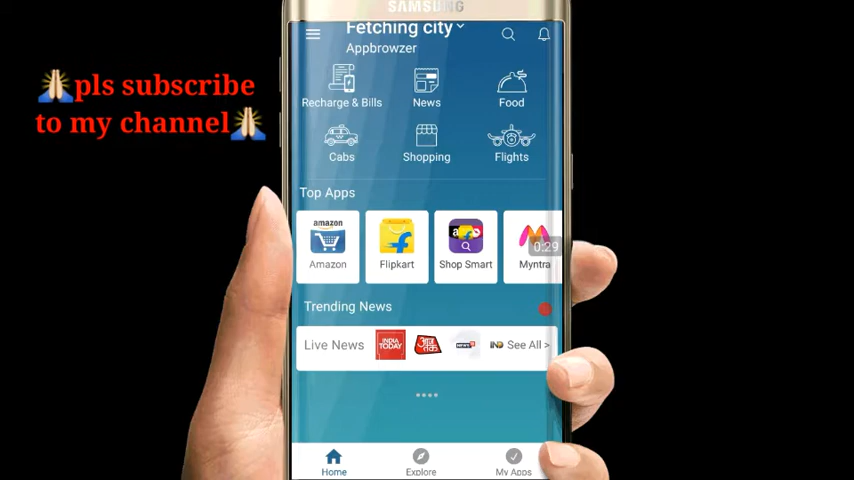 SAMSUNG
Fetching city
Appbrowzer
🙏pls subscribe
to my channel🙏
Recharge & Bills
News
Food
Cabs
Shopping
Flights
Top Apps
amazon
Amazon
Flipkart
Shop Smart
Myntra
0:29
Trending News
Live News
INDIA
TODAY
आज तक
See All >
Home
Explore
My Apps